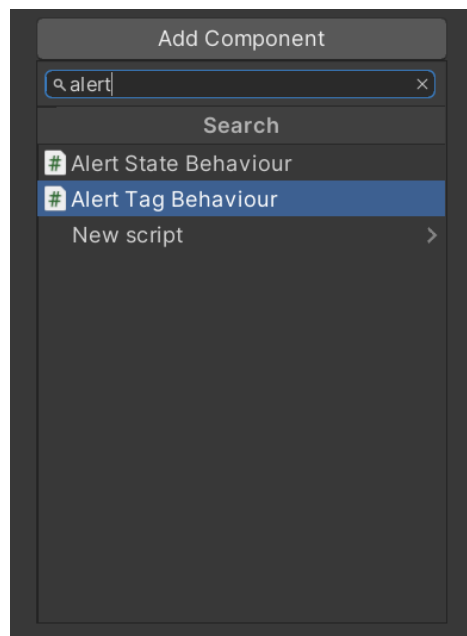 Add Component
alert
Search
# Alert State Behaviour
# Alert Tag Behaviour
New script